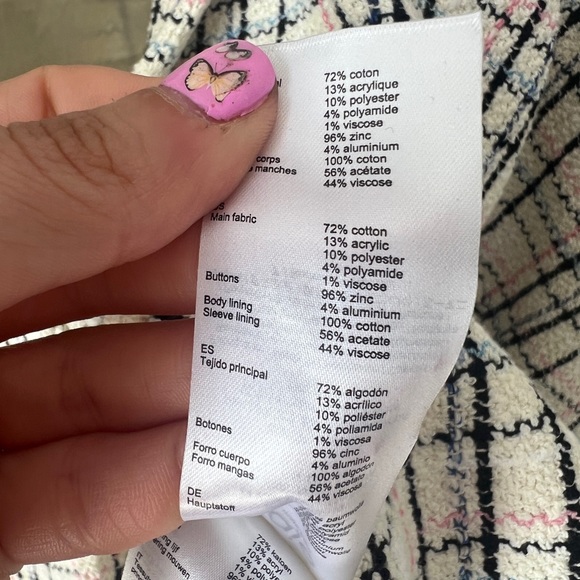 72% coton
13% acrylique
10% polyester
4% polyamide
1% viscose
96% zinc
4% aluminium
corps 100% coton
manches 56% acétate
44% viscose
Main fabric 72% cotton
13% acrylic
10% polyester
4% polyamide
1% viscose
Buttons 96% zinc
4% aluminium
Body lining 100% cotton
Sleeve lining 56% acetate
44% viscose
ES
Tejido principal 72% algodón
13% acrílico
10% poliéster
4% poliamida
1% viscosa
Botones 96% cinc
4% aluminio
Forro cuerpo 100% algodón
Forro mangas 56% acetato
44% viscosa
DE
Hauptstoff
72% katoen
13% acryl
10% polyester